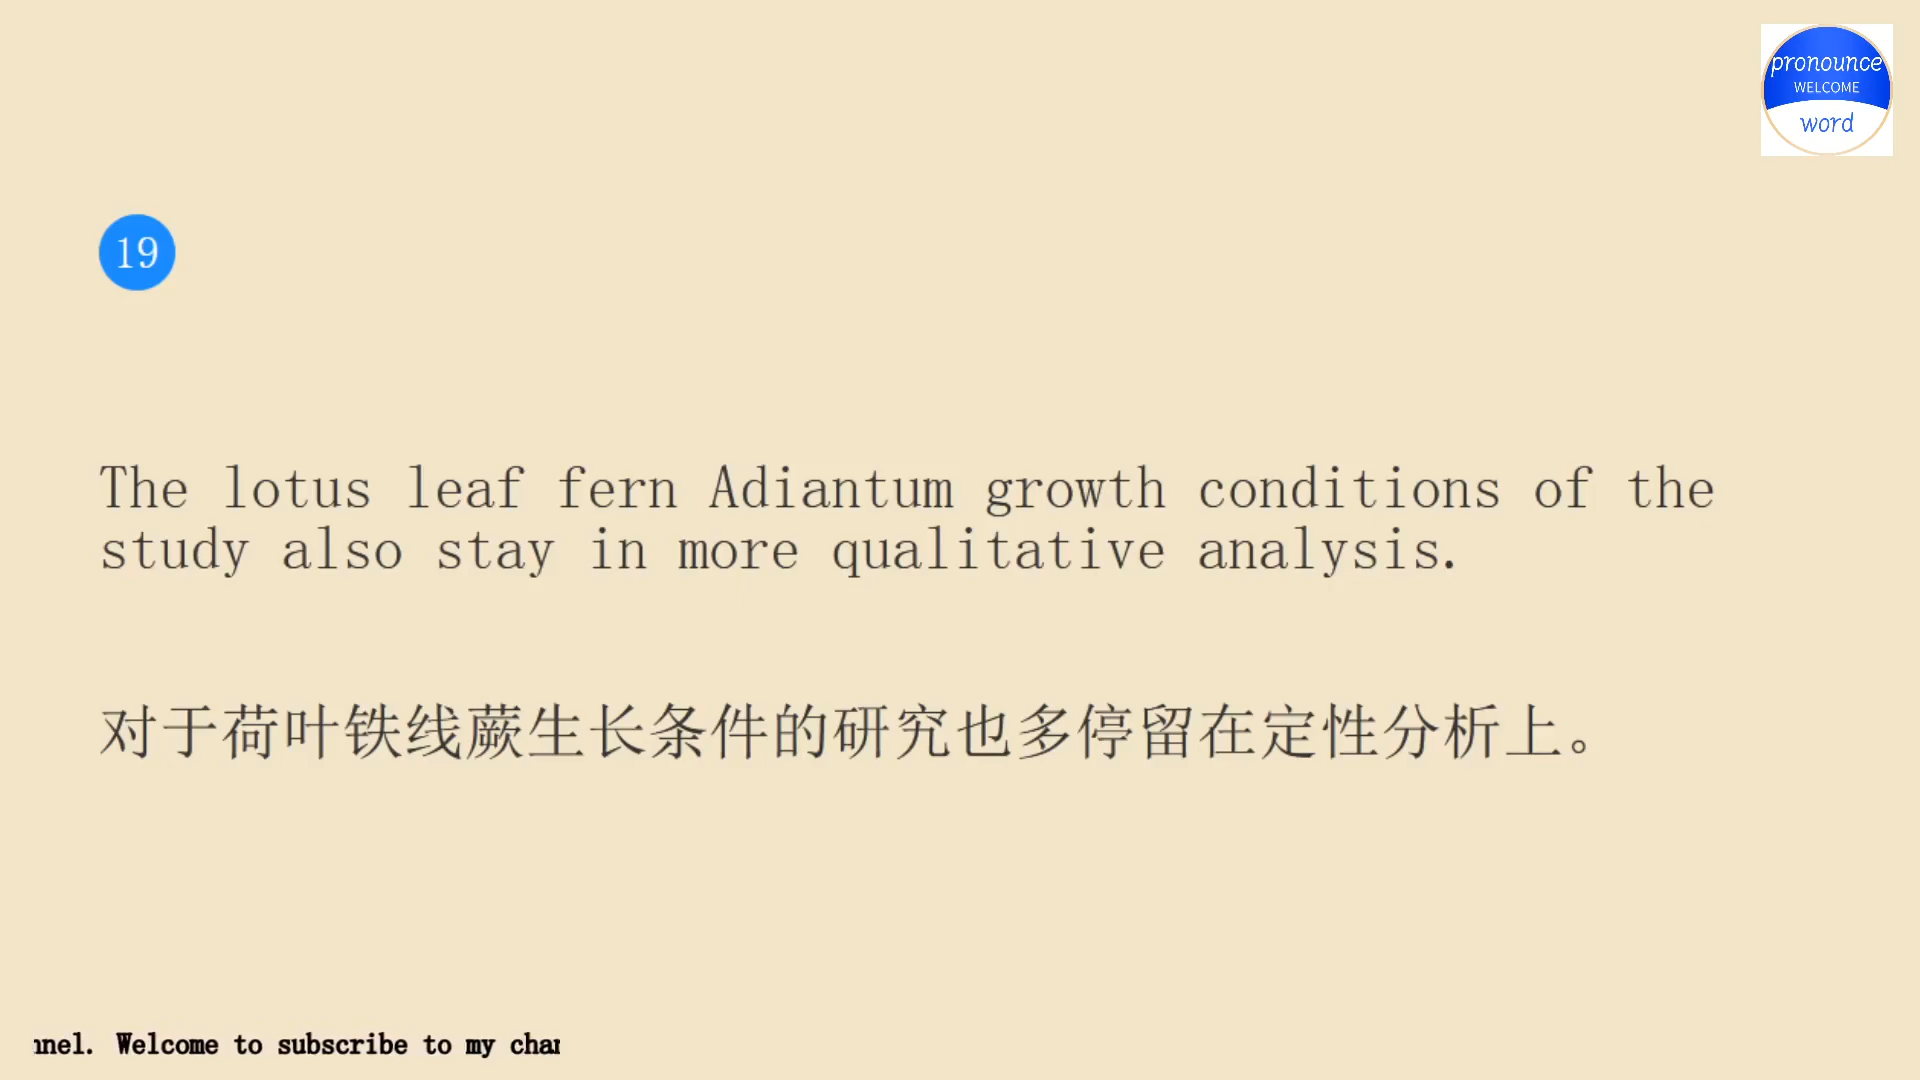 pronounce
WELCOME
word
19
The lotus leaf fern Adiantum growth conditions of the
study also stay in more qualitative analysis.
对于荷叶铁线蕨生长条件的研究也多停留在定性分析上。
nnel. Welcome to subscribe to my chan